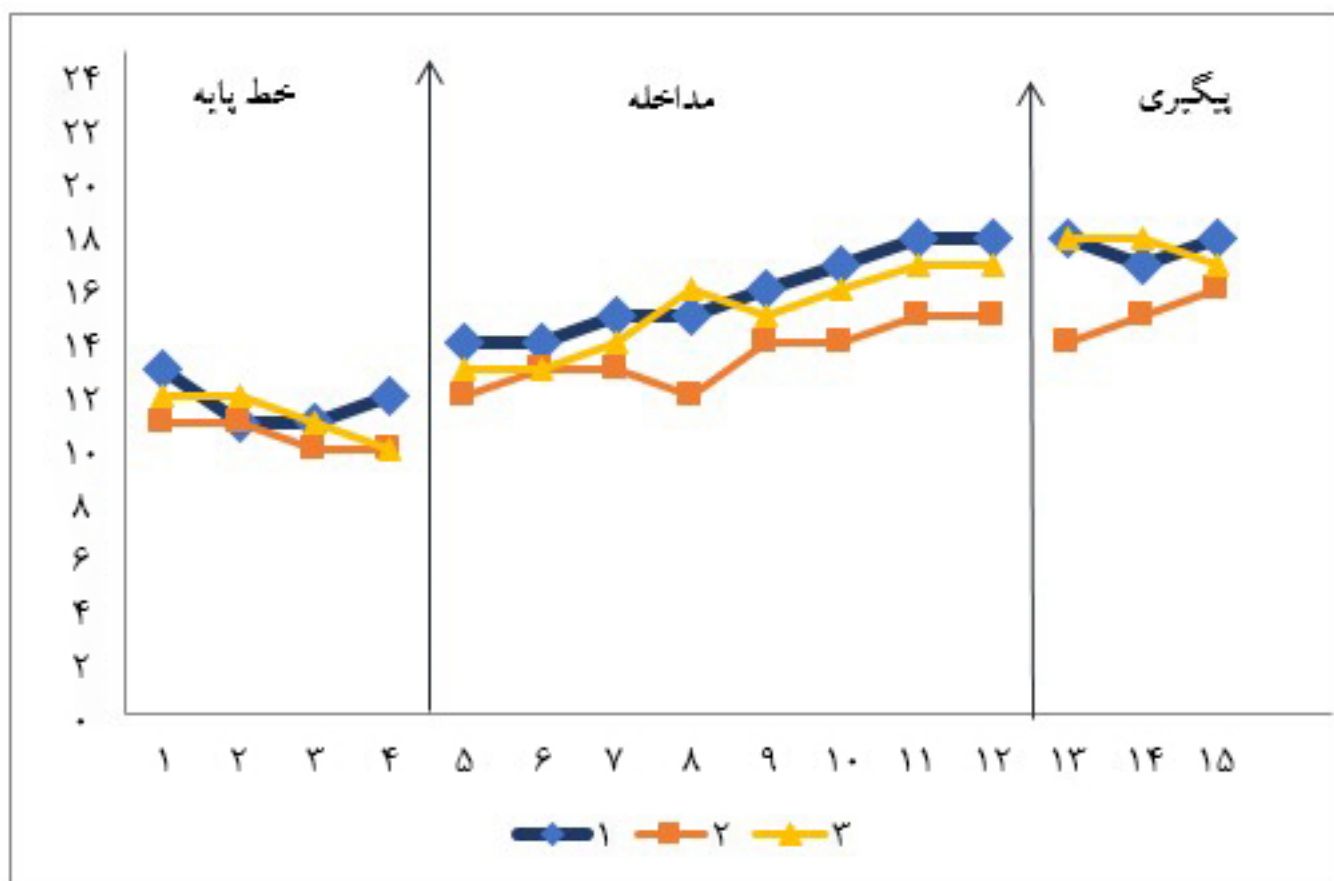 خط پایه
مداخله
پیگیری
۲۴
۲۲
۲۰
۱۸
۱۶
۱۴
۱۲
۱۰
۸
۶
۴
۲
۰
۱ ۲ ۳ ۴ ۵ ۶ ۷ ۸ ۹ ۱۰ ۱۱ ۱۲ ۱۳ ۱۴ ۱۵
۱ ۲ ۳